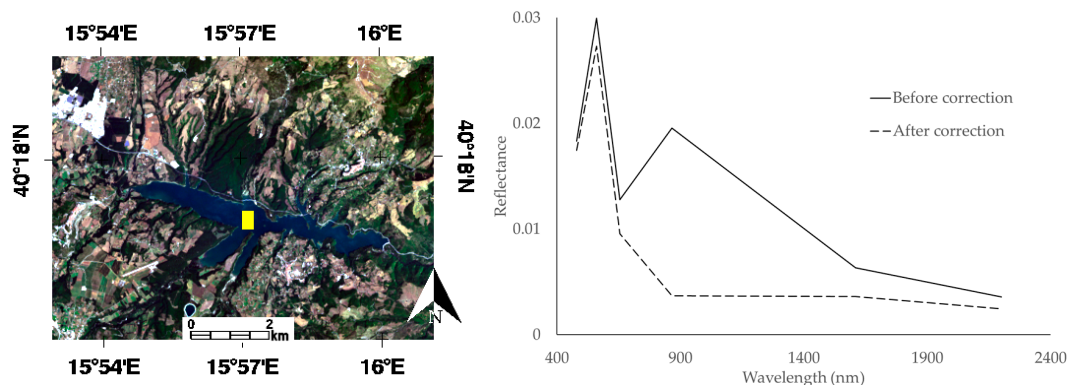 15°54'E 15°57'E 16°E
40°18'N
40°18'N
0 2
km
N
15°54'E 15°57'E 16°E
0.03
0.02
0.01
0
Reflectance
Before correction
After correction
400 900 1400 1900 2400
Wavelength (nm)